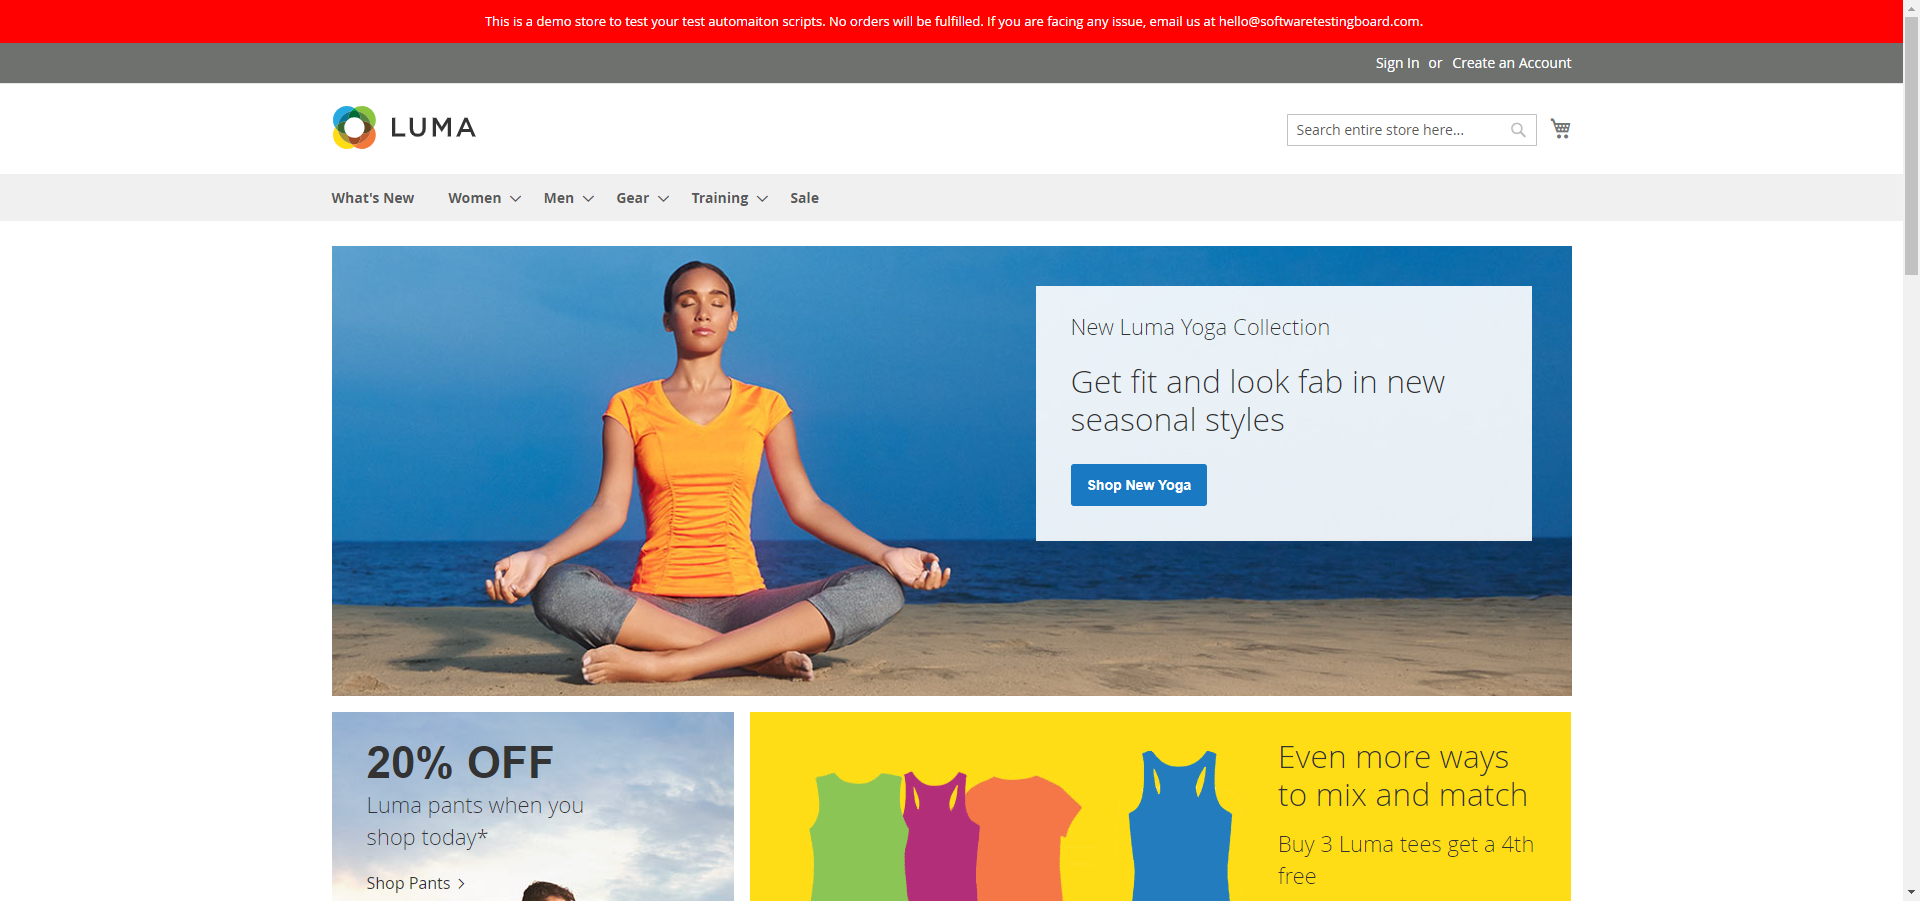 This is a demo store to test your test automaiton scripts. No orders will be fulfilled. If you are facing any issue, email us at hello@softwaretestingboard.com.
Sign In or Create an Account
LUMA
Search entire store here...
What's New Women Men Gear Training Sale
New Luma Yoga Collection
Get fit and look fab in new
seasonal styles
Shop New Yoga
20% OFF
Luma pants when you
shop today*
Shop Pants
Even more ways
to mix and match
Buy 3 Luma tees get a 4th
free